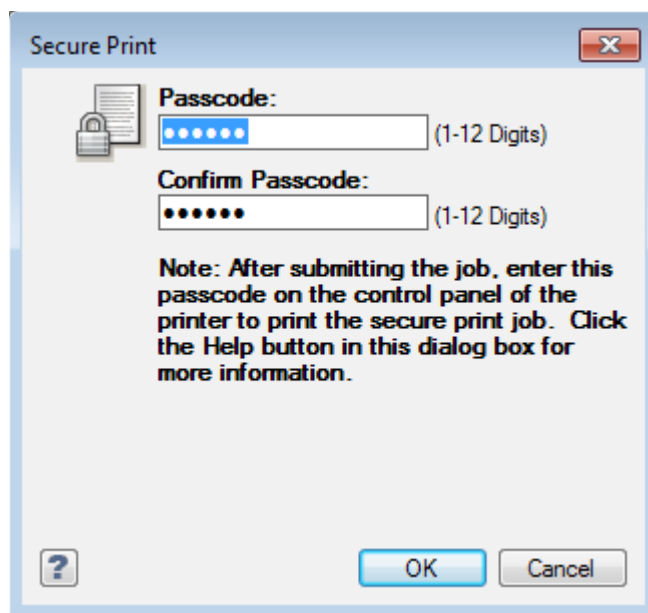 Secure Print
Passcode:
●●●●●● (1-12 Digits)
Confirm Passcode:
●●●●●● (1-12 Digits)
Note: After submitting the job, enter this
passcode on the control panel of the
printer to print the secure print job.  Click
the Help button in this dialog box for
more information.
? OK Cancel